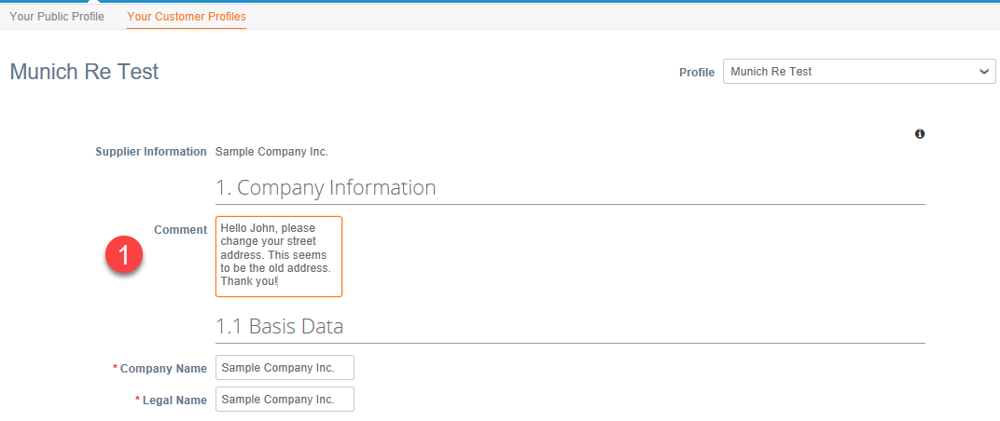 Your Public Profile Your Customer Profiles
Munich Re Test
Profile Munich Re Test
Supplier Information Sample Company Inc.
1. Company Information
Comment
1
Hello John, please
change your street
address. This seems
to be the old address.
Thank you!
1.1 Basis Data
* Company Name Sample Company Inc.
* Legal Name Sample Company Inc.